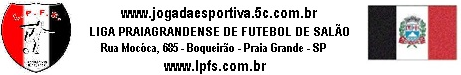 L.P.F.S.
www.jogadaesportiva.5c.com.br
LIGA PRAIAGRANDENSE DE FUTEBOL DE SALÃO
Rua Mococa, 685 - Boqueirão - Praia Grande - SP
www.lpfs.com.br